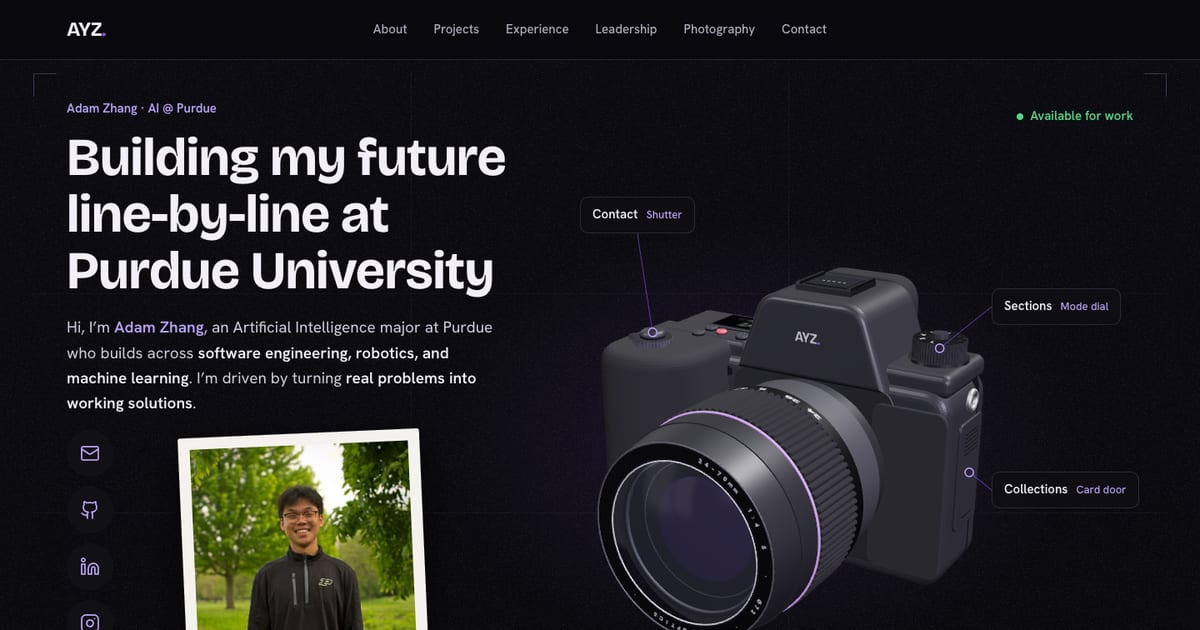 AYZ.
About
Projects
Experience
Leadership
Photography
Contact
Adam Zhang · AI @ Purdue
Available for work
Building my future
line-by-line at
Purdue University
Hi, I’m Adam Zhang, an Artificial Intelligence major at Purdue
who builds across software engineering, robotics, and
machine learning. I’m driven by turning real problems into
working solutions.
Contact Shutter
Sections Mode dial
AYZ.
Collections Card door
24-70mm